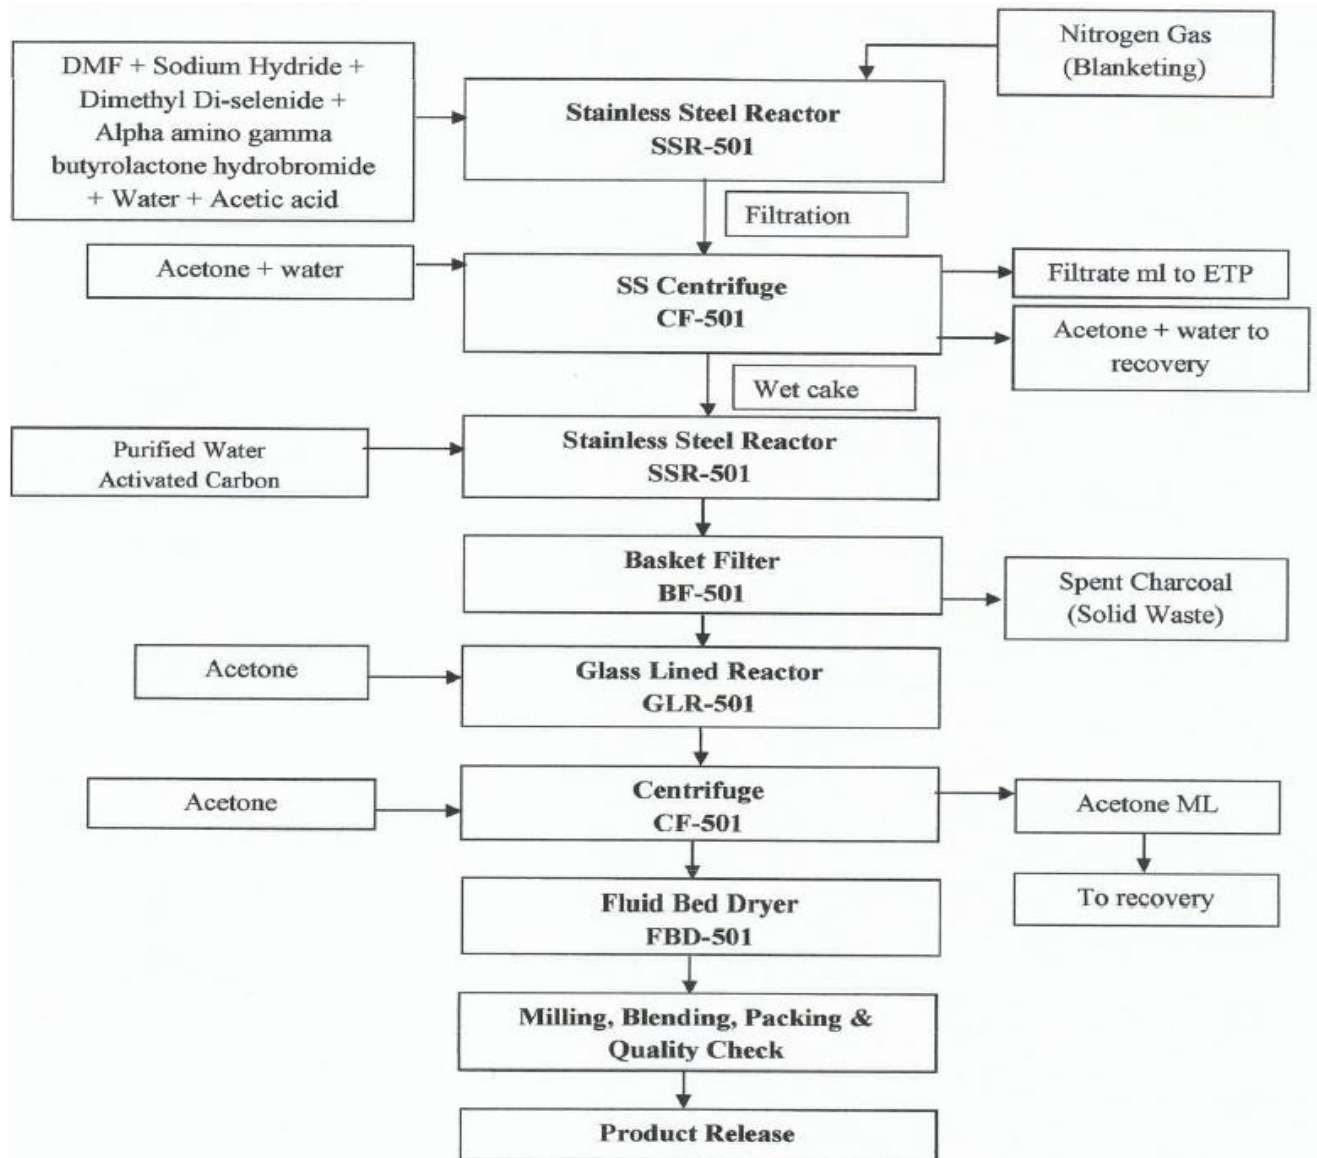 Nitrogen Gas
(Blanketing)
DMF + Sodium Hydride +
Dimethyl Di-selenide +
Alpha amino gamma
butyrolactone hydrobromide
+ Water + Acetic acid
Stainless Steel Reactor
SSR-501
Filtration
Acetone + water
SS Centrifuge
CF-501
Filtrate ml to ETP
Acetone + water to
recovery
Wet cake
Purified Water
Activated Carbon
Stainless Steel Reactor
SSR-501
Basket Filter
BF-501
Spent Charcoal
(Solid Waste)
Acetone
Glass Lined Reactor
GLR-501
Acetone
Centrifuge
CF-501
Acetone ML
To recovery
Fluid Bed Dryer
FBD-501
Milling, Blending, Packing &
Quality Check
Product Release